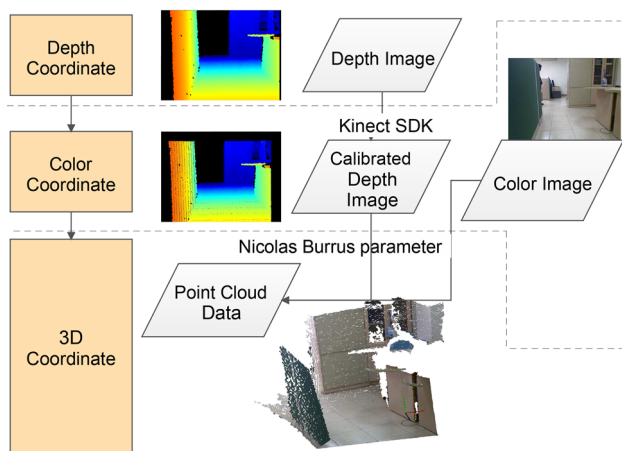 Depth
Coordinate
Depth Image
Kinect SDK
Color
Coordinate
Calibrated
Depth
Image
Color Image
Nicolas Burrus parameter
Point Cloud
Data
3D
Coordinate